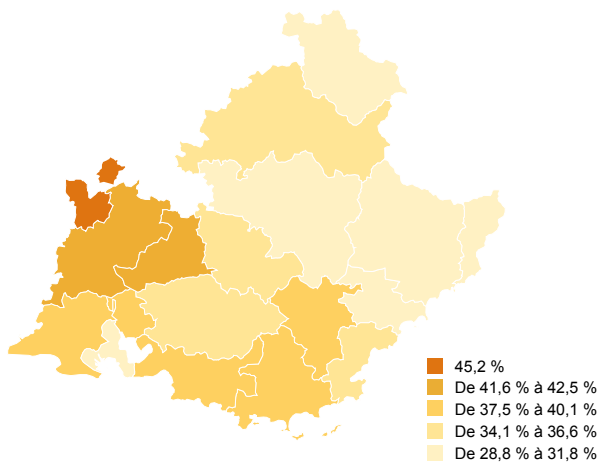 45,2 %
De 41,6 % à 42,5 %
De 37,5 % à 40,1 %
De 34,1 % à 36,6 %
De 28,8 % à 31,8 %